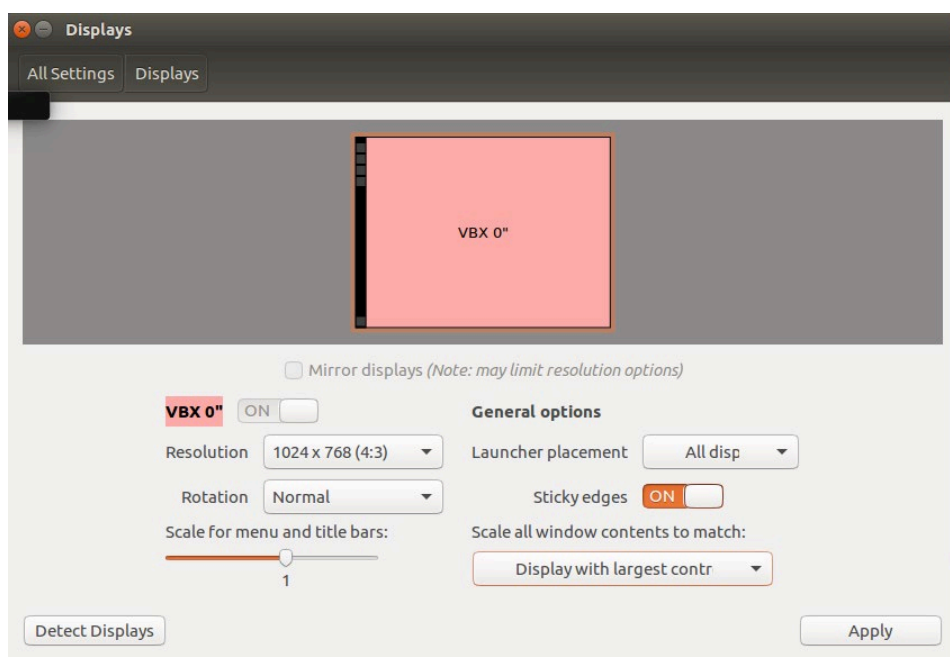 Displays
All Settings Displays
VBX 0"
Mirror displays (Note: may limit resolution options)
VBX 0" ON General options
Resolution 1024 x 768 (4:3) Launcher placement All disp
Rotation Normal Sticky edges ON
Scale for menu and title bars: Scale all window contents to match:
1 Display with largest contr
Detect Displays Apply